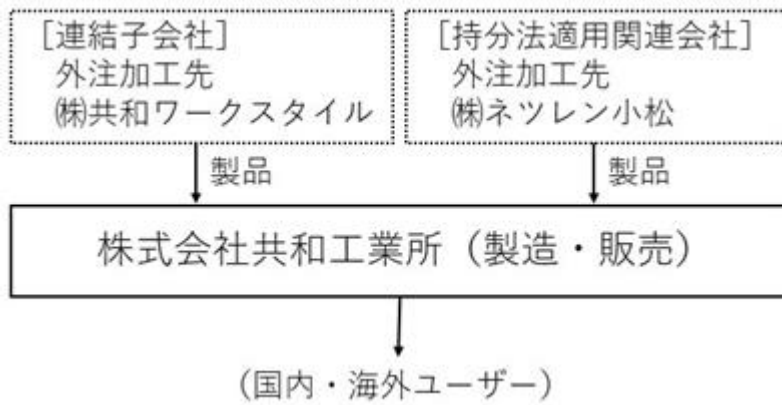 [連結子会社]
外注加工先
㈱共和ワークスタイル
[持分法適用関連会社]
外注加工先
㈱ネツレン小松
製品
製品
株式会社共和工業所（製造・販売）
（国内・海外ユーザー）